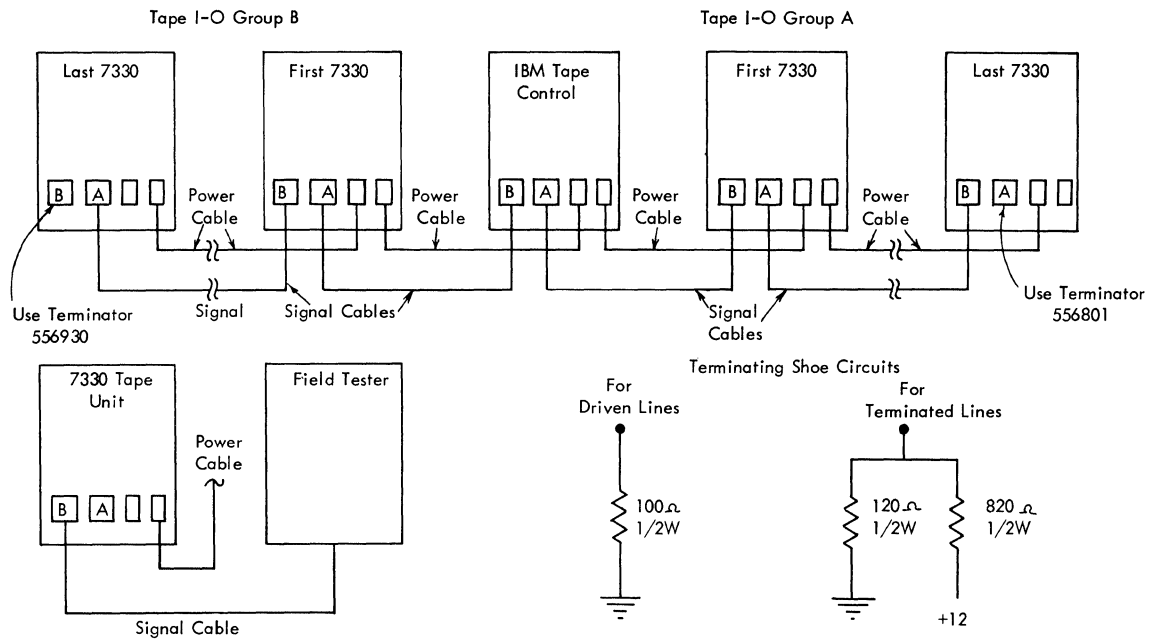 Tape I-O Group B
Tape I-O Group A
Last 7330
First 7330
IBM Tape
Control
First 7330
Last 7330
B A
B A
B A
B A
B A
Power
Cable
Power
Cable
Power
Cable
Power
Cable
Use Terminator
556930
Signal
Signal Cables
Signal
Cables
Use Terminator
556801
7330 Tape
Unit
Field Tester
Power
Cable
B A
Signal Cable
Terminating Shoe Circuits
For
Driven Lines
100Ω
1/2W
For
Terminated Lines
120Ω
1/2W
820Ω
1/2W
+12